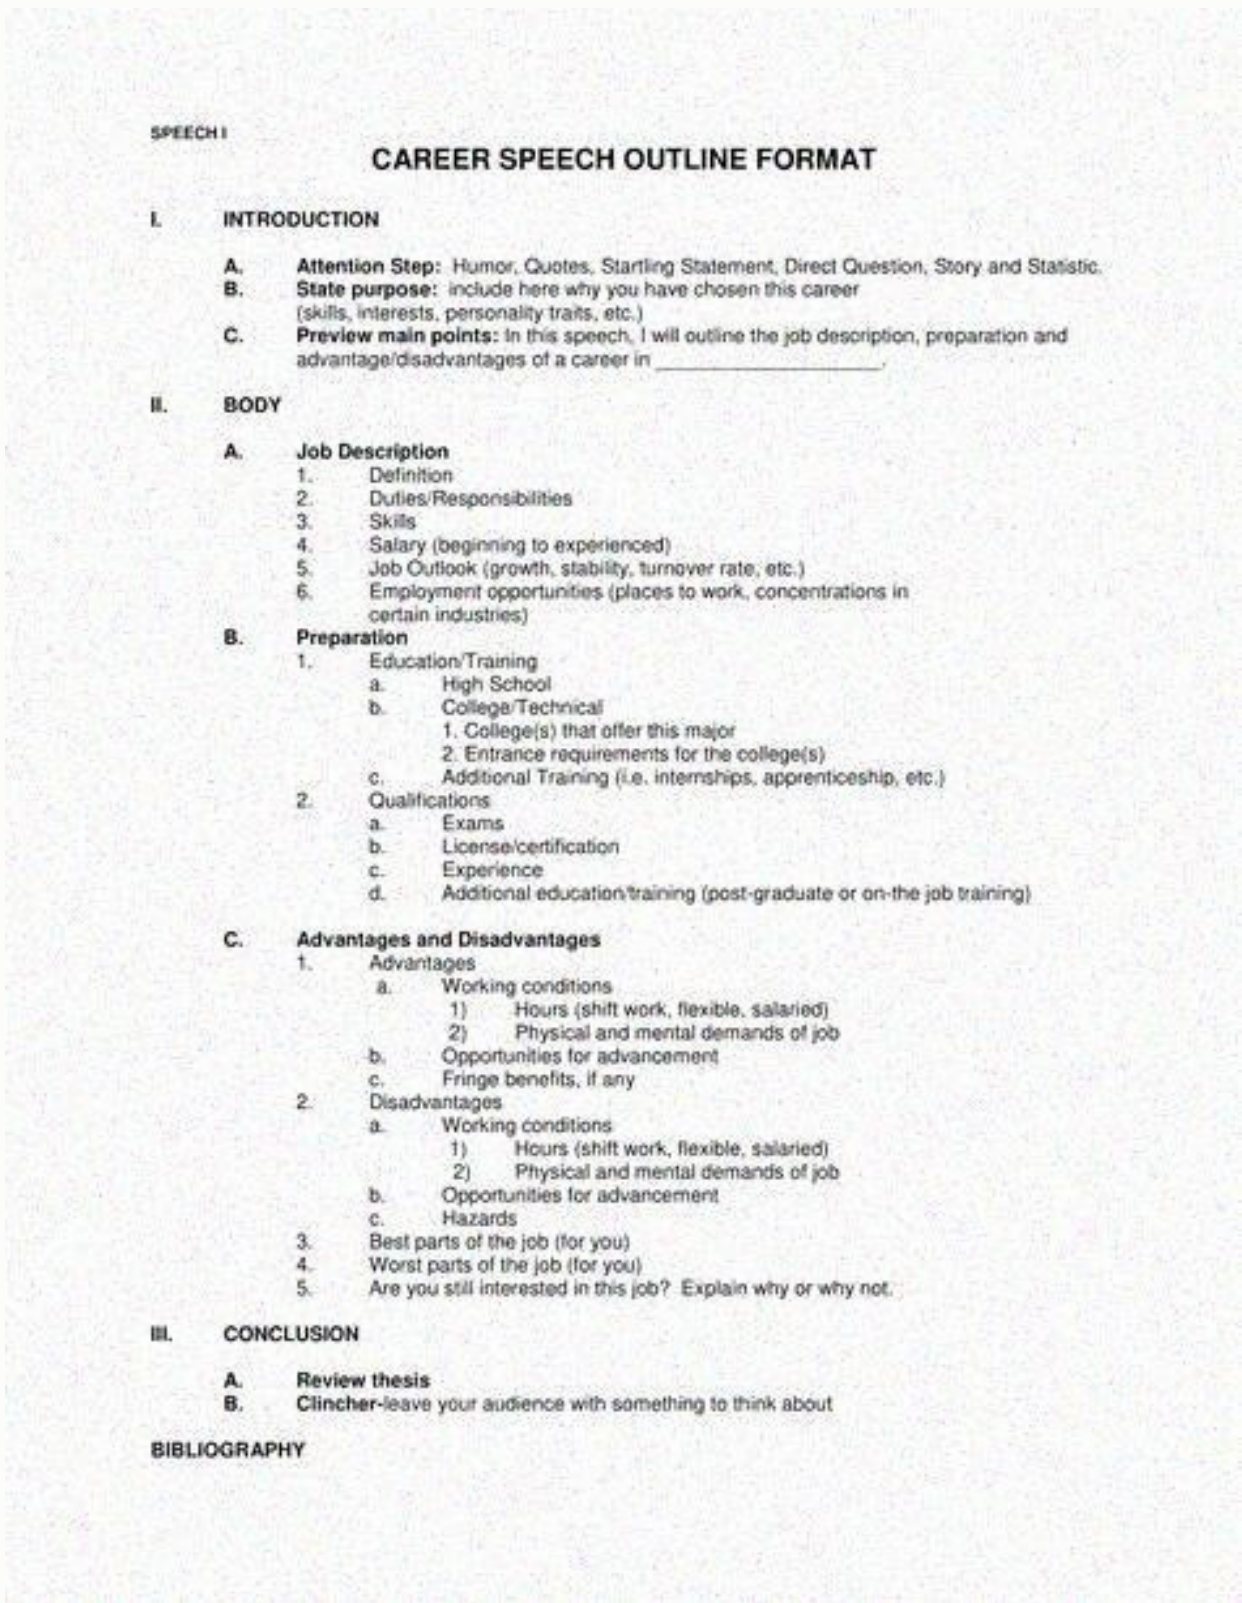 SPEECH I
CAREER SPEECH OUTLINE FORMAT
I. INTRODUCTION
A. Attention Step: Humor, Quotes, Startling Statement, Direct Question, Story and Statistic.
B. State purpose: include here why you have chosen this career
(skills, interests, personality traits, etc.)
C. Preview main points: In this speech, I will outline the job description, preparation and
advantage/disadvantages of a career in ____________________.
II. BODY
A. Job Description
1. Definition
2. Duties/Responsibilities
3. Skills
4. Salary (beginning to experienced)
5. Job Outlook (growth, stability, turnover rate, etc.)
6. Employment opportunities (places to work, concentrations in
certain industries)
B. Preparation
1. Education/Training
a. High School
b. College/Technical
1. College(s) that offer this major
2. Entrance requirements for the college(s)
c. Additional Training (i.e. internships, apprenticeship, etc.)
2. Qualifications
a. Exams
b. License/certification
c. Experience
d. Additional education/training (post-graduate or on-the job training)
C. Advantages and Disadvantages
1. Advantages
a. Working conditions
1) Hours (shift work, flexible, salaried)
2) Physical and mental demands of job
b. Opportunities for advancement
c. Fringe benefits, if any
2. Disadvantages
a. Working conditions
1) Hours (shift work, flexible, salaried)
2) Physical and mental demands of job
b. Opportunities for advancement
c. Hazards
3. Best parts of the job (for you)
4. Worst parts of the job (for you)
5. Are you still interested in this job? Explain why or why not.
III. CONCLUSION
A. Review thesis
B. Clincher-leave your audience with something to think about
BIBLIOGRAPHY